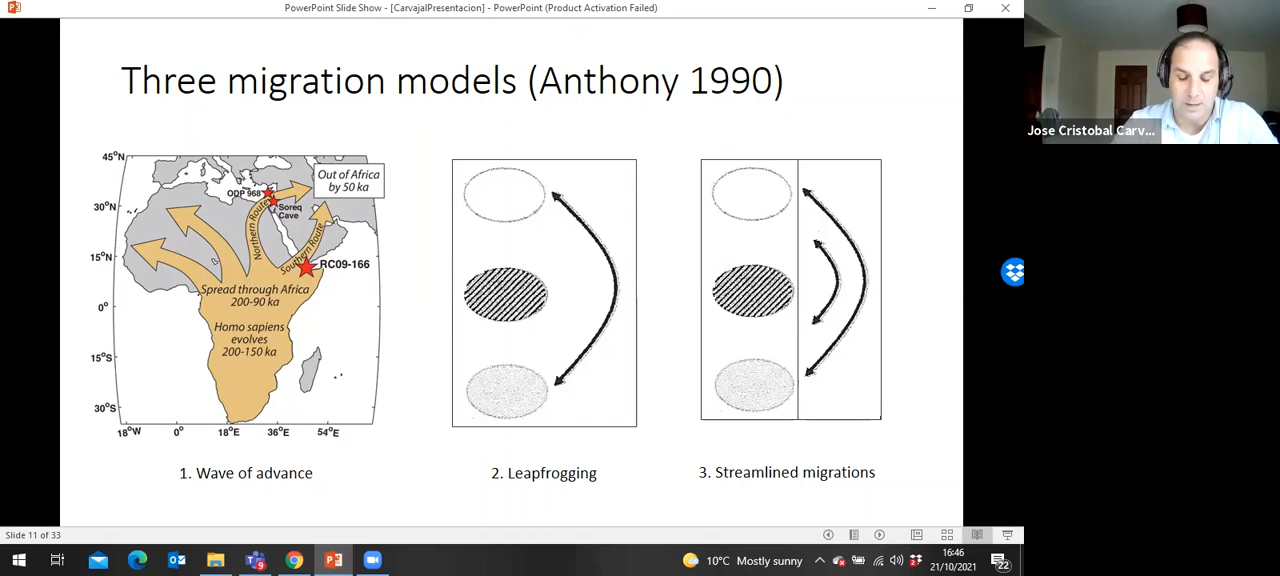 PowerPoint Slide Show - [CarvajalPresentacion] - PowerPoint (Product Activation Failed)
Three migration models (Anthony 1990)
45°N
30°N
15°N
0°
15°S
30°S
18°W
0°
18°E
36°E
54°E
Out of Africa
by 50 ka
ODP 968
Soreq
Cave
Northern Route
Southern Route
RC09-166
Spread through Africa
200-90 ka
Homo sapiens
evolves
200-150 ka
1. Wave of advance
2. Leapfrogging
3. Streamlined migrations
Jose Cristobal Carv...
Slide 11 of 33
9
10°C Mostly sunny
16:46
21/10/2021
22